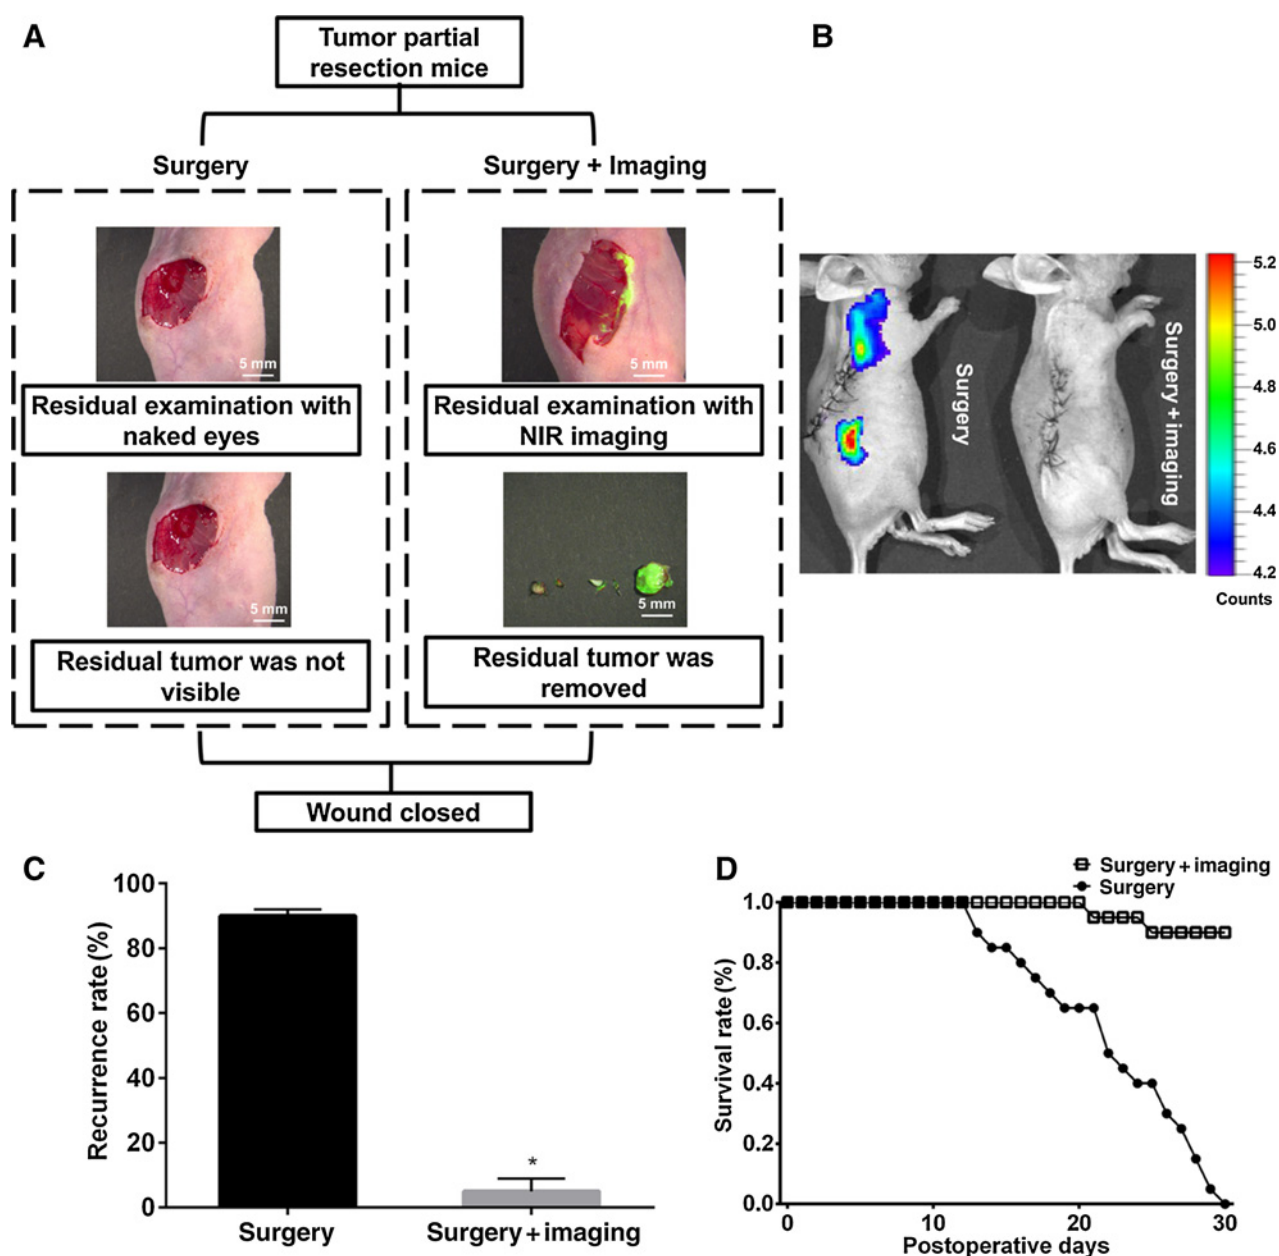 A
Tumor partial
resection mice
Surgery
Surgery + Imaging
5 mm
5 mm
Residual examination with
naked eyes
Residual examination with
NIR imaging
5 mm
5 mm
Residual tumor was not
visible
Residual tumor was
removed
Wound closed
B
Surgery
Surgery + imaging
5.2
5.0
4.8
4.6
4.4
4.2
Counts
C
Recurrence rate (%)
100
80
60
40
20
0
*
Surgery
Surgery + imaging
D
Surgery + imaging
Surgery
Survival rate (%)
1.0
0.8
0.6
0.4
0.2
0.0
0
10
20
30
Postoperative days